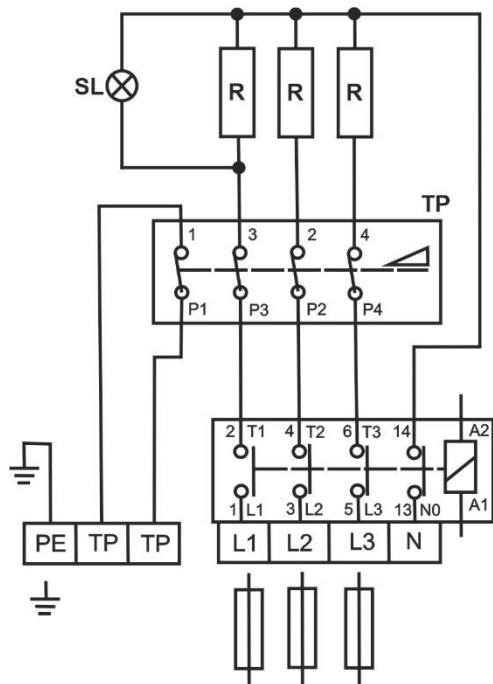 SL
R R R
TP
1 3 2 4
P1 P3 P2 P4
2 T1 4 T2 6 T3 14 A2
1 L1 3 L2 5 L3 13 N0 A1
PE TP TP
L1 L2 L3 N